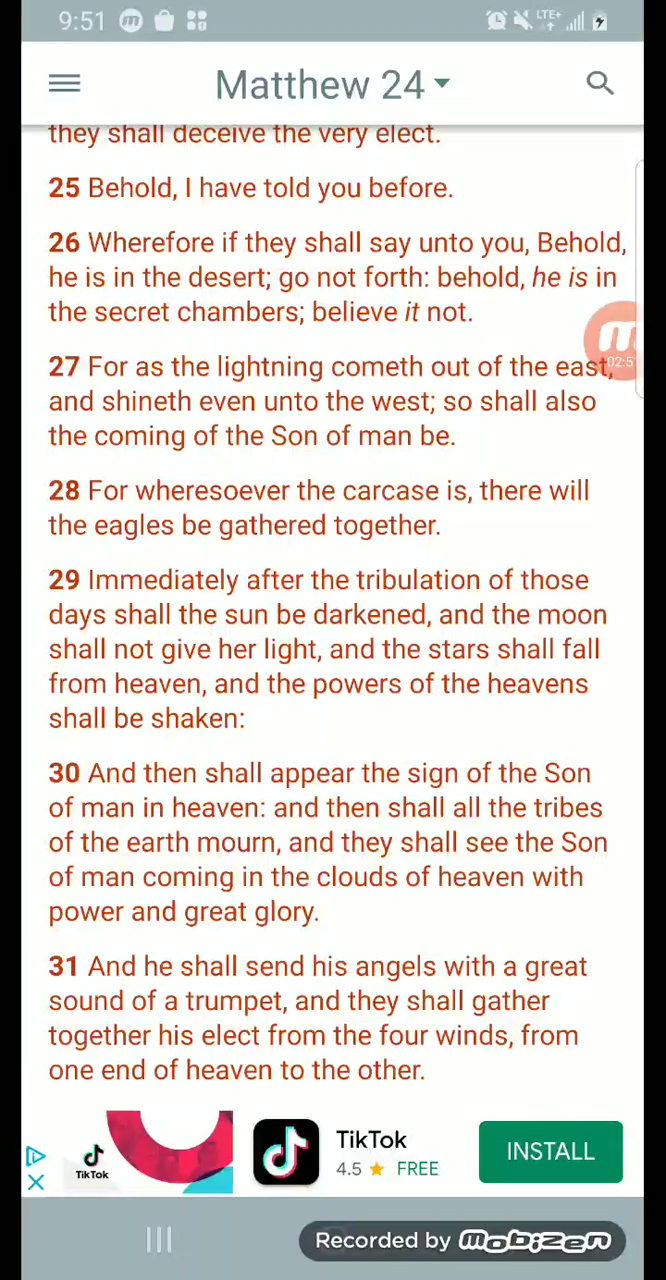 9:51
LTE+
Matthew 24
they shall deceive the very elect.
25 Behold, I have told you before.
26 Wherefore if they shall say unto you, Behold,
he is in the desert; go not forth: behold, he is in
the secret chambers; believe it not.
02:5
27 For as the lightning cometh out of the east,
and shineth even unto the west; so shall also
the coming of the Son of man be.
28 For wheresoever the carcase is, there will
the eagles be gathered together.
29 Immediately after the tribulation of those
days shall the sun be darkened, and the moon
shall not give her light, and the stars shall fall
from heaven, and the powers of the heavens
shall be shaken:
30 And then shall appear the sign of the Son
of man in heaven: and then shall all the tribes
of the earth mourn, and they shall see the Son
of man coming in the clouds of heaven with
power and great glory.
31 And he shall send his angels with a great
sound of a trumpet, and they shall gather
together his elect from the four winds, from
one end of heaven to the other.
TikTok
TikTok
4.5 ★ FREE
INSTALL
Recorded by mobizen